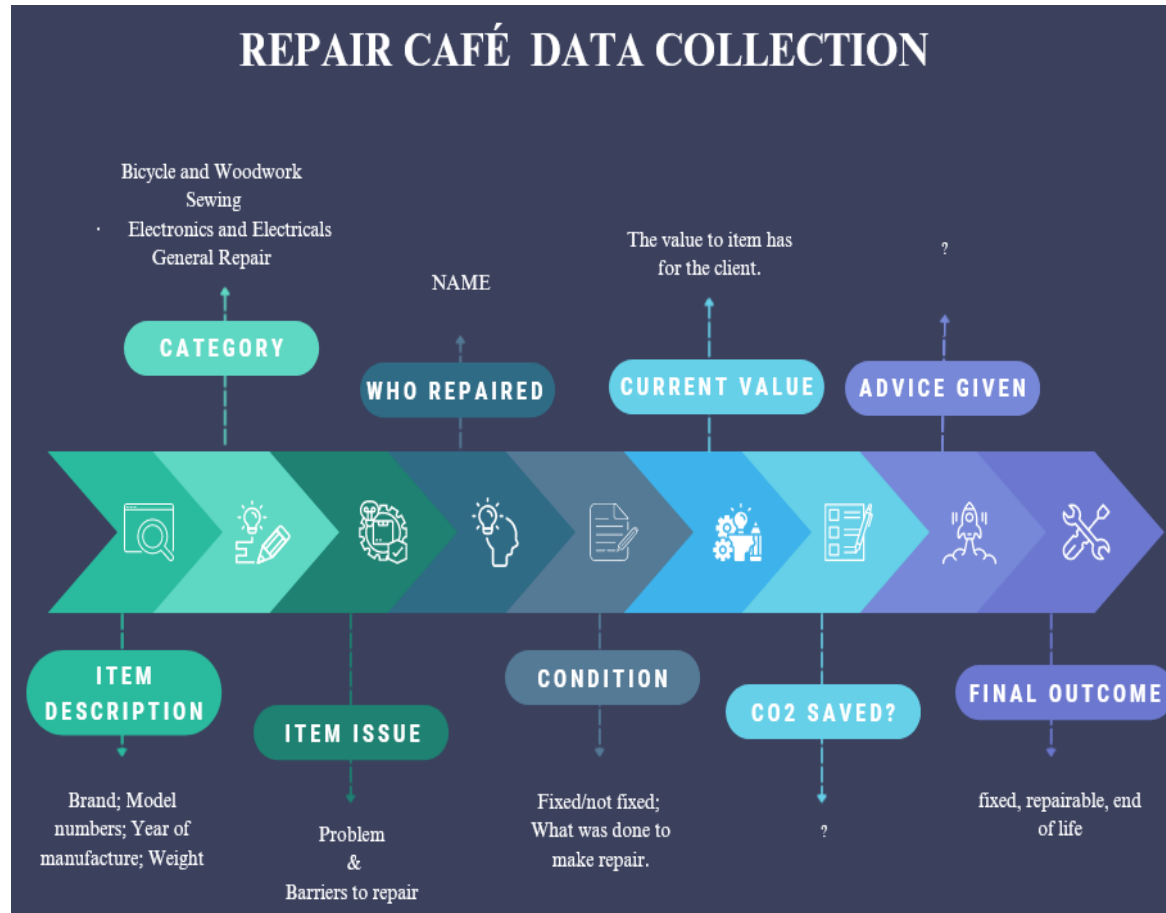 REPAIR CAFÉ DATA COLLECTION
Bicycle and Woodwork
Sewing
· Electronics and Electricals
General Repair
CATEGORY
NAME
WHO REPAIRED
The value to item has
for the client.
CURRENT VALUE
?
ADVICE GIVEN
ITEM
DESCRIPTION
Brand; Model
numbers; Year of
manufacture; Weight
ITEM ISSUE
Problem
&
Barriers to repair
CONDITION
Fixed/not fixed;
What was done to
make repair.
CO2 SAVED?
?
FINAL OUTCOME
fixed, repairable, end
of life